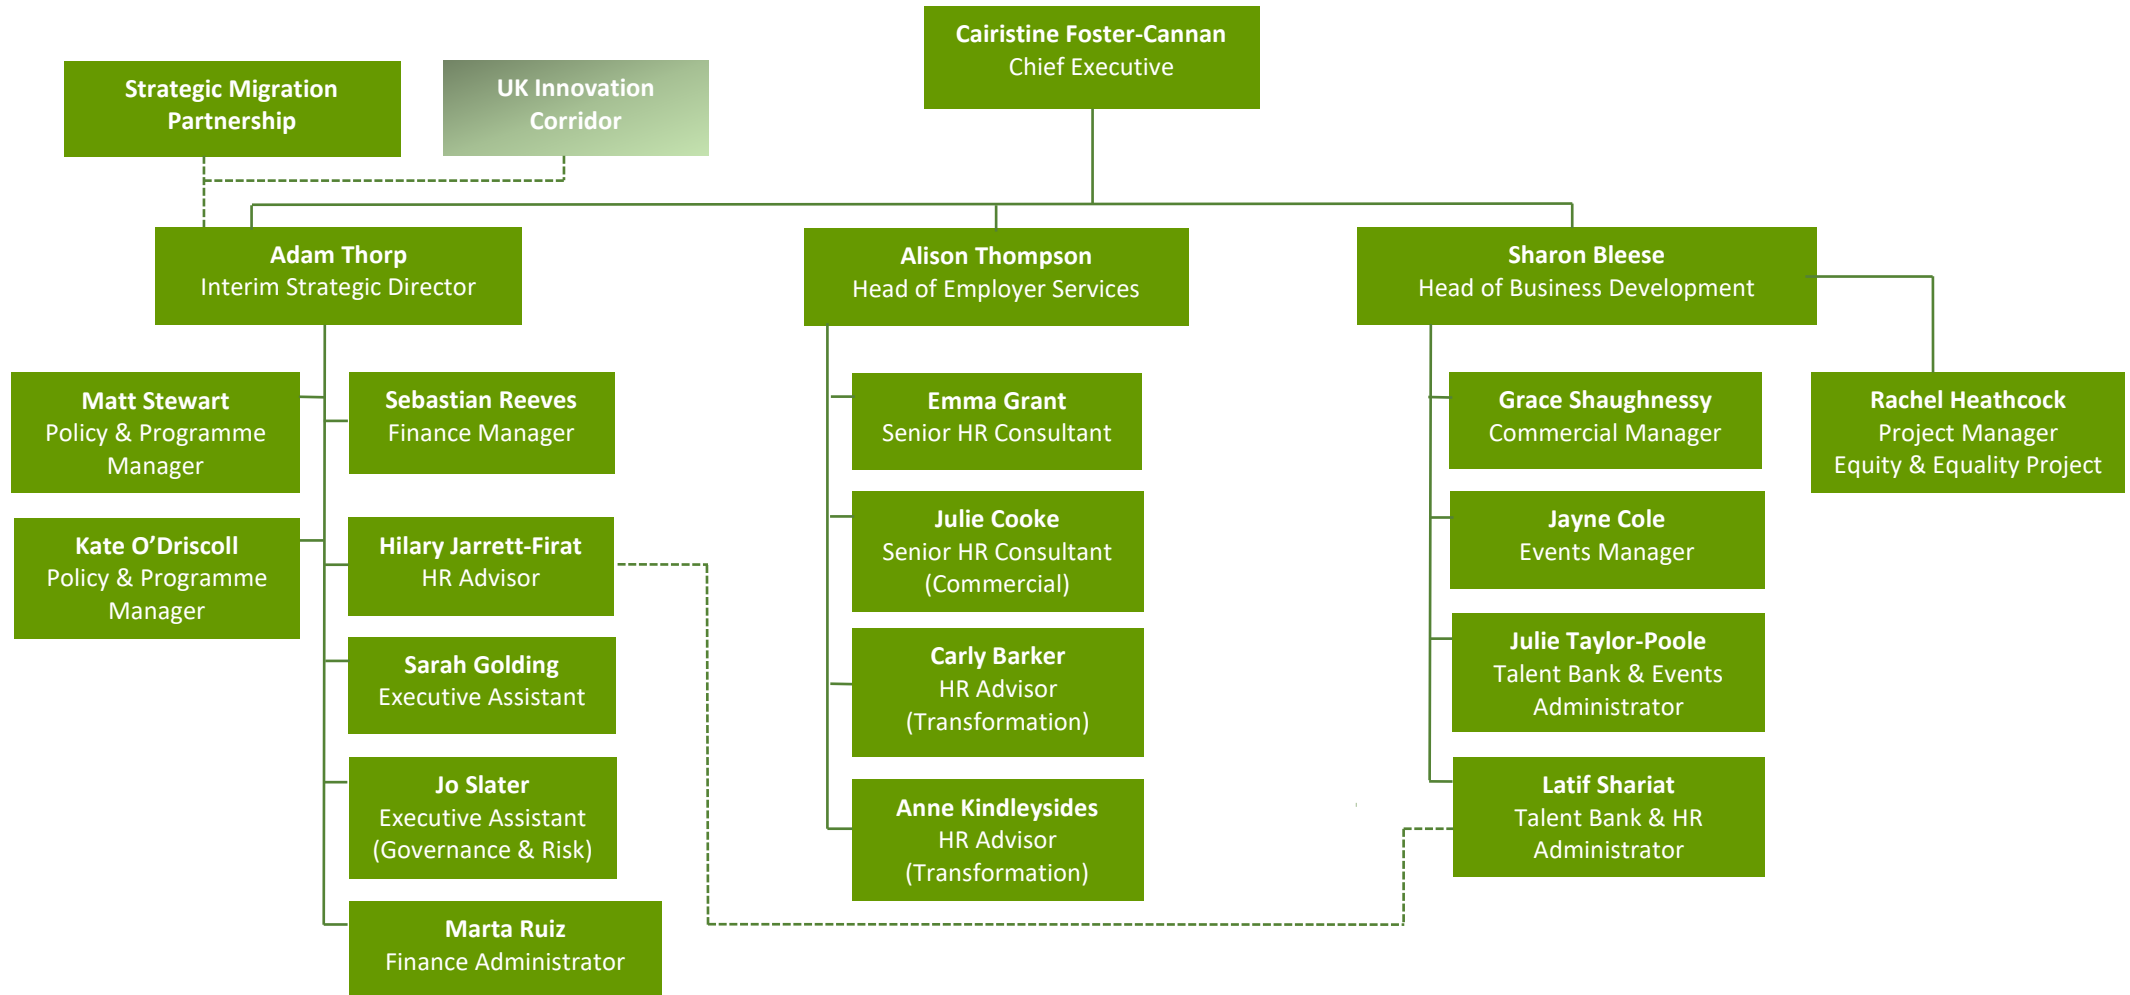 Cairistine Foster-Cannan
Chief Executive
Strategic Migration
Partnership
UK Innovation
Corridor
Adam Thorp
Interim Strategic Director
Alison Thompson
Head of Employer Services
Sharon Bleese
Head of Business Development
Matt Stewart
Policy & Programme
Manager
Sebastian Reeves
Finance Manager
Kate O’Driscoll
Policy & Programme
Manager
Hilary Jarrett-Firat
HR Advisor
Sarah Golding
Executive Assistant
Jo Slater
Executive Assistant
(Governance & Risk)
Marta Ruiz
Finance Administrator
Emma Grant
Senior HR Consultant
Julie Cooke
Senior HR Consultant
(Commercial)
Carly Barker
HR Advisor
(Transformation)
Anne Kindleysides
HR Advisor
(Transformation)
Grace Shaughnessy
Commercial Manager
Jayne Cole
Events Manager
Julie Taylor-Poole
Talent Bank & Events
Administrator
Latif Shariat
Talent Bank & HR
Administrator
Rachel Heathcock
Project Manager
Equity & Equality Project